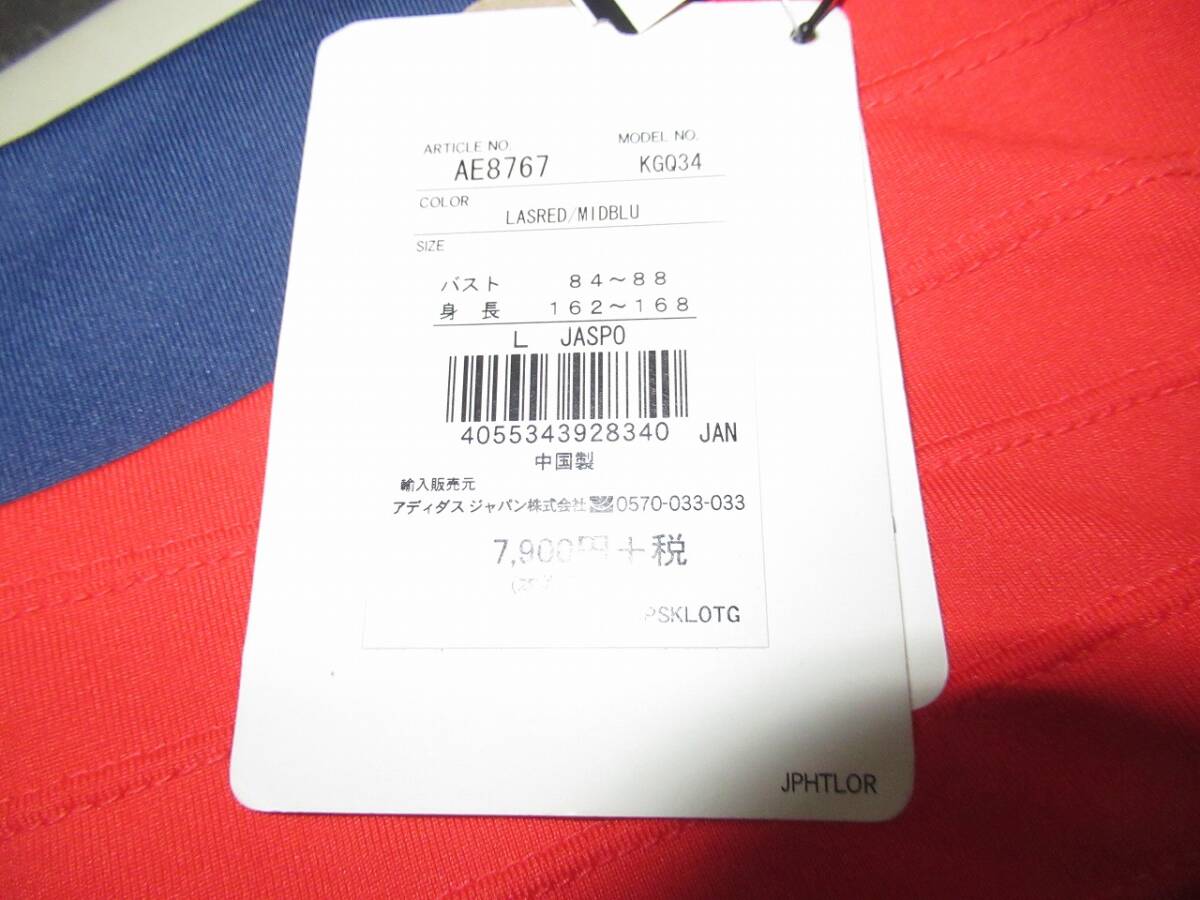 ARTICLE NO. MODEL NO.
AE8767 KGQ34
COLOR
LASRED/MIDBLU
SIZE
バスト 84～88
身長 162～168
L JASPO
4055343928340 JAN
中国製
輸入販売元
アディダス ジャパン株式会社 0570-033-033
7,900円+税
PSKLOTG
JPHTLOR